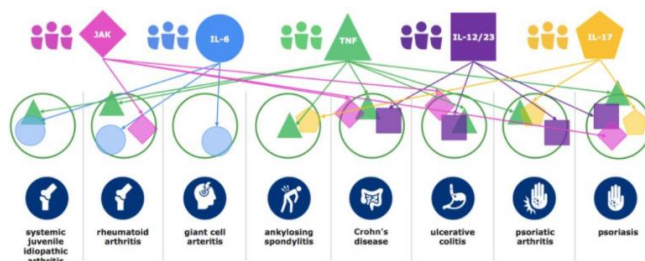 JAK
IL-6
TNF
IL-12/23
IL-17
systemic
juvenile
idiopathic
arthritis
rheumatoid
arthritis
giant cell
arteritis
ankylosing
spondylitis
Crohn's
disease
ulcerative
colitis
psoriatic
arthritis
psoriasis